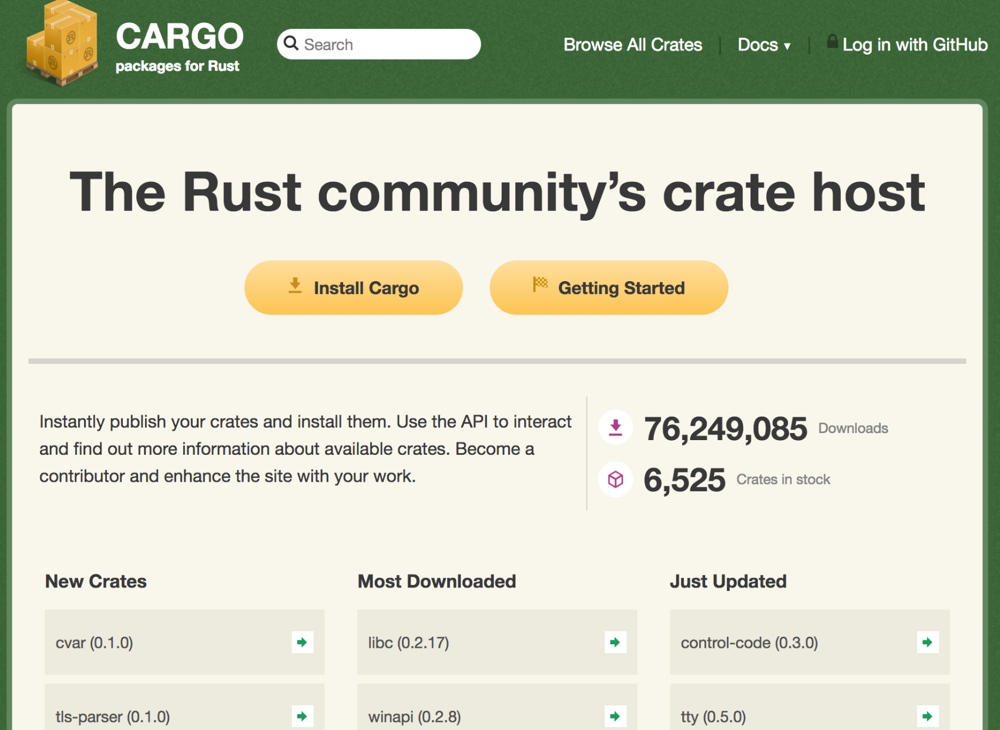 CARGO
packages for Rust
Search
Browse All Crates
Docs ▾
Log in with GitHub
The Rust community’s crate host
Install Cargo
Getting Started
Instantly publish your crates and install them. Use the API to interact
and find out more information about available crates. Become a
contributor and enhance the site with your work.
76,249,085 Downloads
6,525 Crates in stock
New Crates
cvar (0.1.0)
tls-parser (0.1.0)
Most Downloaded
libc (0.2.17)
winapi (0.2.8)
Just Updated
control-code (0.3.0)
tty (0.5.0)